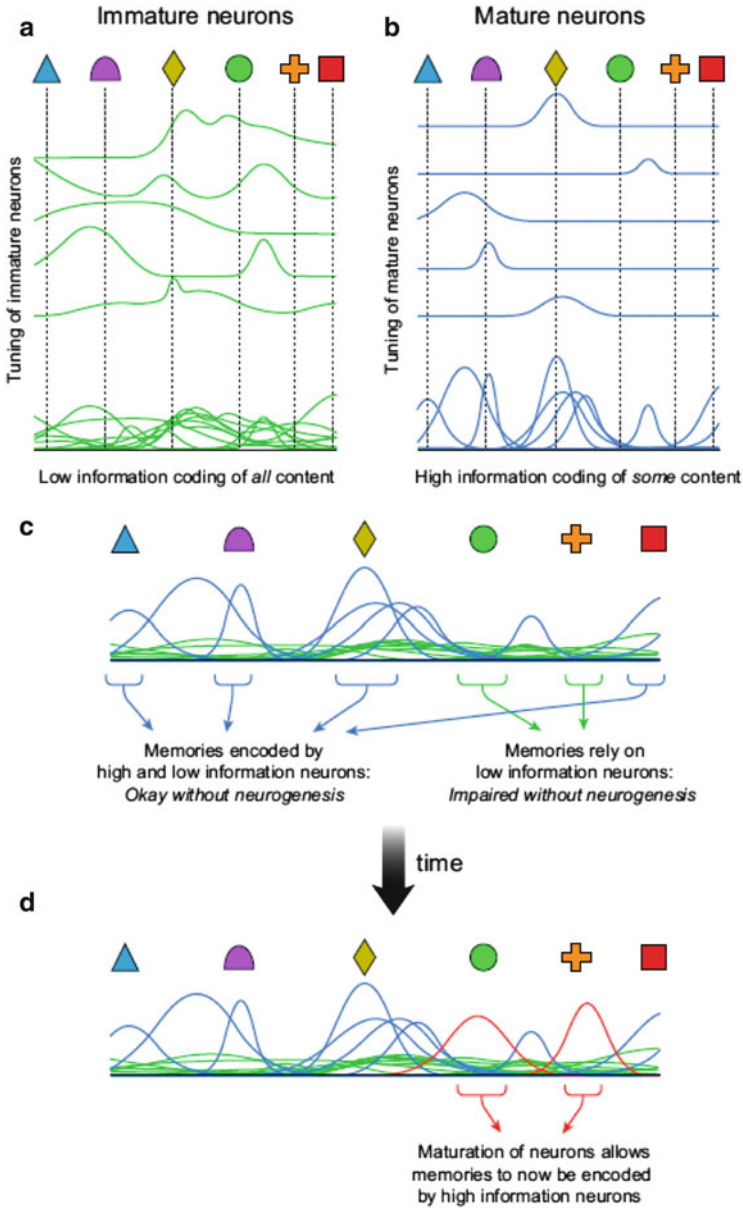 a
Immature neurons
b
Mature neurons
Tuning of immature neurons
Tuning of mature neurons
Low information coding of all content
High information coding of some content
c
Memories encoded by
high and low information neurons:
Okay without neurogenesis
Memories rely on
low information neurons:
Impaired without neurogenesis
time
d
Maturation of neurons allows
memories to now be encoded
by high information neurons